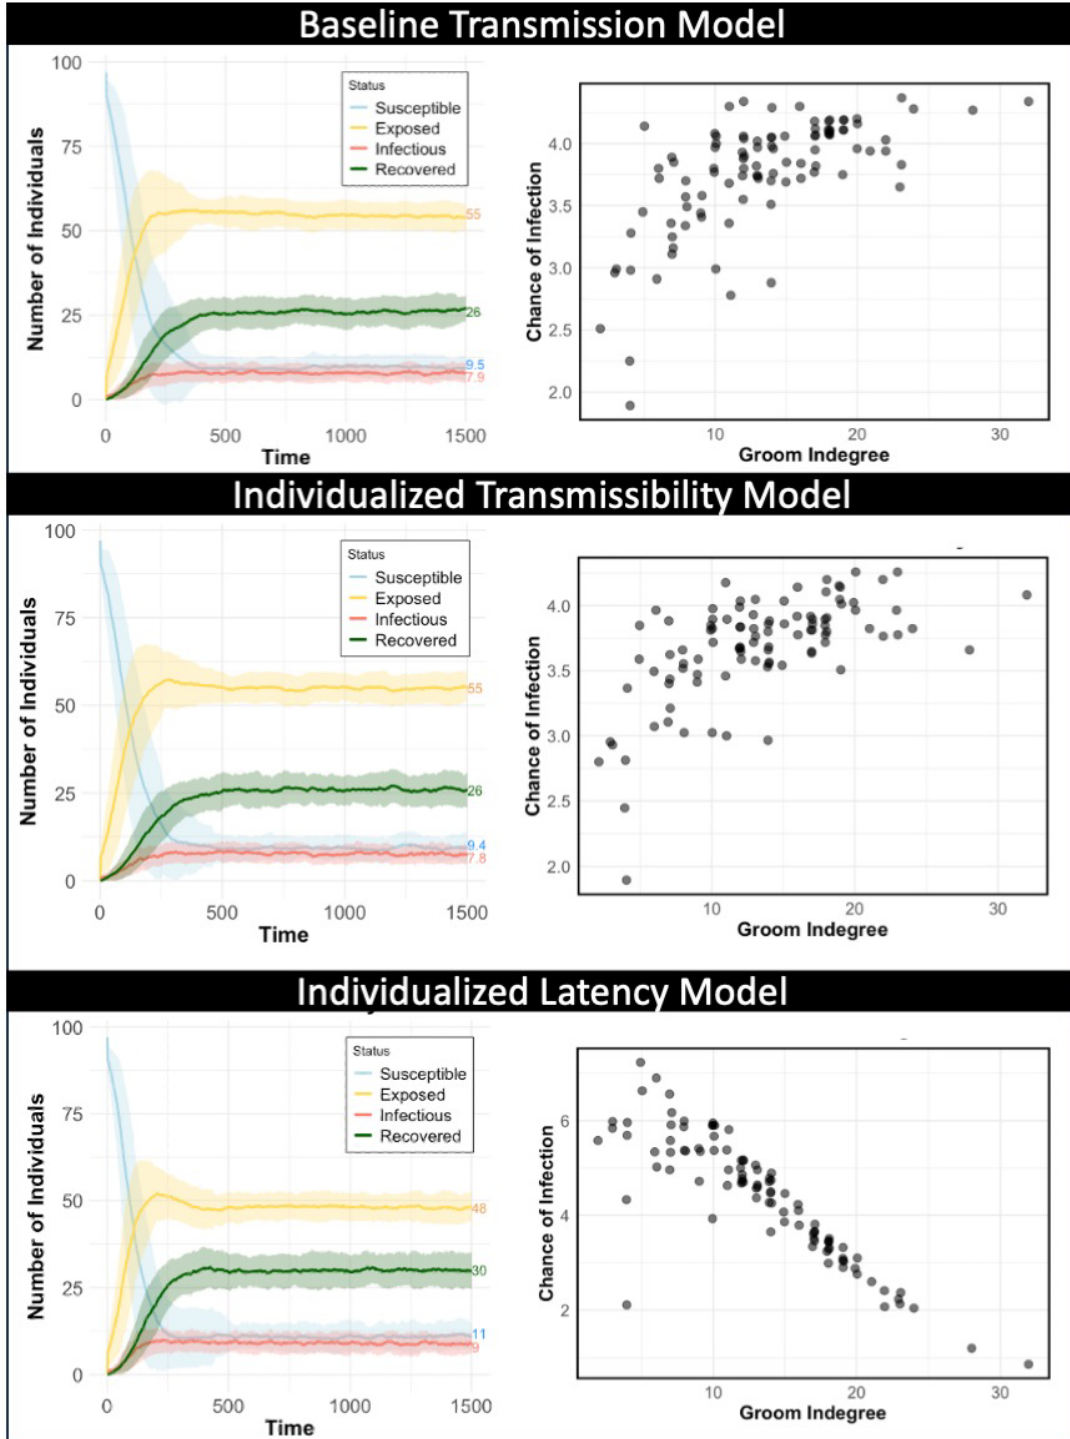 Baseline Transmission Model
100
75
50
25
0
Number of Individuals
Status
Susceptible
Exposed
Infectious
Recovered
55
26
9.5
7.9
0
500
1000
1500
Time
4.0
3.5
3.0
2.5
2.0
Chance of Infection
10
20
30
Groom Indegree
Individualized Transmissibility Model
100
75
50
25
0
Number of Individuals
Status
Susceptible
Exposed
Infectious
Recovered
55
26
9.4
7.8
0
500
1000
1500
Time
4.0
3.5
3.0
2.5
2.0
Chance of Infection
10
20
30
Groom Indegree
Individualized Latency Model
100
75
50
25
0
Number of Individuals
Status
Susceptible
Exposed
Infectious
Recovered
48
30
11
9
0
500
1000
1500
Time
6
4
2
Chance of Infection
10
20
30
Groom Indegree